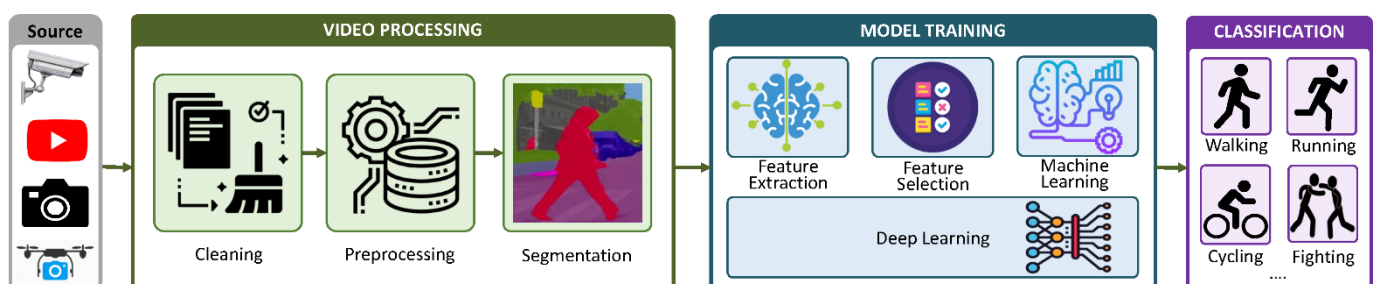 Source
VIDEO PROCESSING
Cleaning
Preprocessing
Segmentation
MODEL TRAINING
Feature
Extraction
Feature
Selection
Machine
Learning
Deep Learning
CLASSIFICATION
Walking
Running
Cycling
Fighting
....